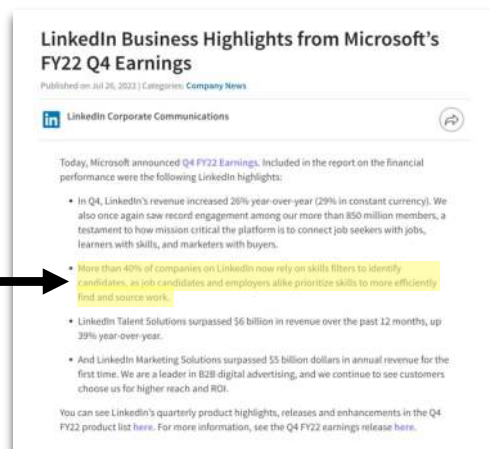 LinkedIn Business Highlights from Microsoft's
FY22 Q4 Earnings
Published on Jul 26, 2022 | Categories: Company News
in LinkedIn Corporate Communications
Today, Microsoft announced Q4 FY22 Earnings. Included in the report on the financial
performance were the following LinkedIn highlights:
• In Q4, LinkedIn's revenue increased 26% year-over-year (29% in constant currency). We
also once again saw record engagement among our more than 850 million members, a
testament to how mission critical the platform is to connect job seekers with jobs,
learners with skills, and marketers with buyers.
• More than 40% of companies on LinkedIn now rely on skills filters to identify
candidates, as job candidates and employers alike prioritize skills to more efficiently
find and source work.
• LinkedIn Talent Solutions surpassed $6 billion in revenue over the past 12 months, up
39% year-over-year.
• And LinkedIn Marketing Solutions surpassed $5 billion dollars in annual revenue for the
first time. We are a leader in B2B digital advertising, and we continue to see customers
choose us for higher reach and ROI.
You can see LinkedIn's quarterly product highlights, releases and enhancements in the Q4
FY22 product list here. For more information, see the Q4 FY22 earnings release here.